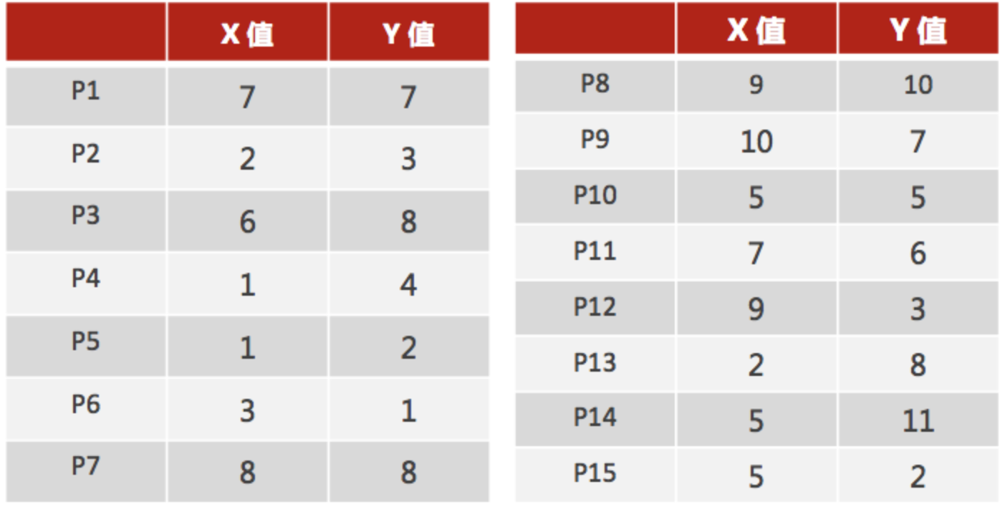 X 值 Y 值
P1 7 7
P2 2 3
P3 6 8
P4 1 4
P5 1 2
P6 3 1
P7 8 8
X 值 Y 值
P8 9 10
P9 10 7
P10 5 5
P11 7 6
P12 9 3
P13 2 8
P14 5 11
P15 5 2